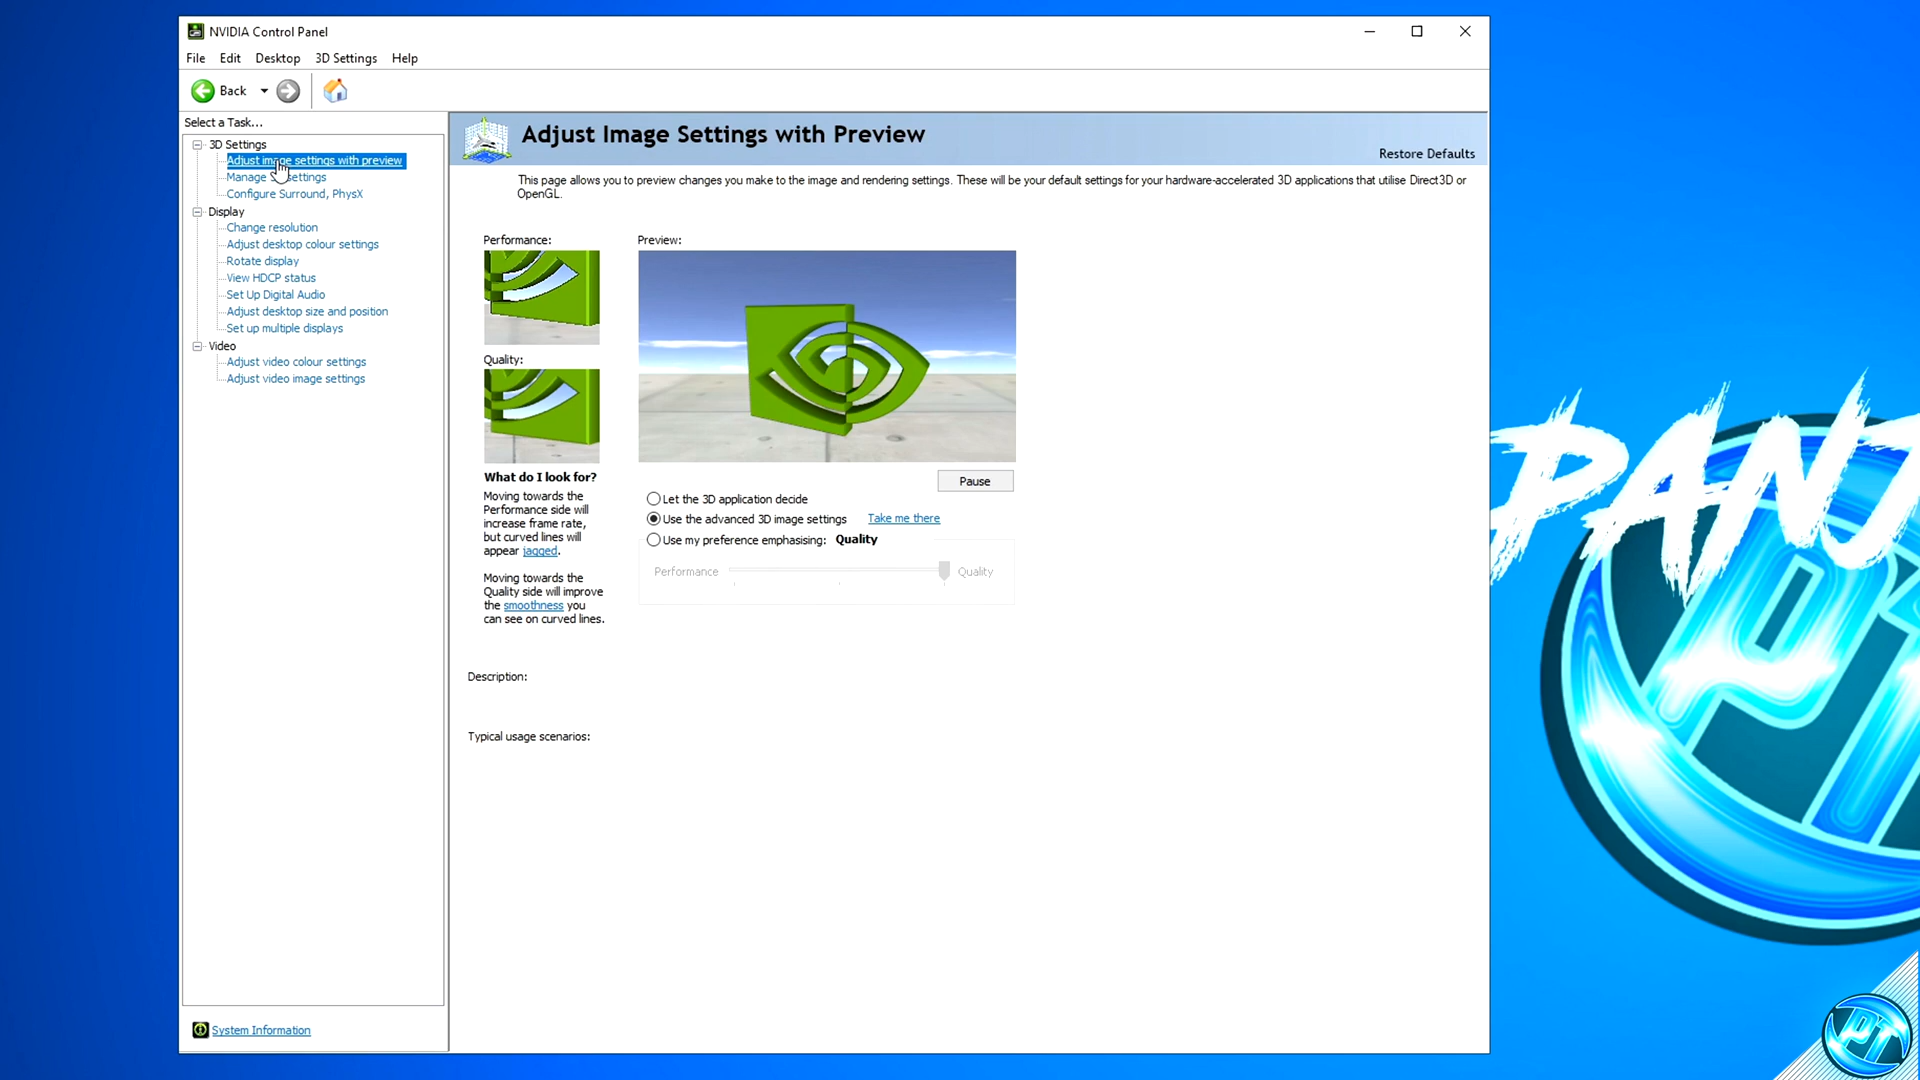 NVIDIA Control Panel
File Edit Desktop 3D Settings Help
Back
Select a Task...
3D Settings
Adjust image settings with preview
Manage settings
Configure Surround, PhysX
Display
Change resolution
Adjust desktop colour settings
Rotate display
View HDCP status
Set Up Digital Audio
Adjust desktop size and position
Set up multiple displays
Video
Adjust video colour settings
Adjust video image settings
System Information
Adjust Image Settings with Preview
Restore Defaults
This page allows you to preview changes you make to the image and rendering settings. These will be your default settings for your hardware-accelerated 3D applications that utilise Direct3D or
OpenGL.
Performance:
Quality:
What do I look for?
Moving towards the
Performance side will
increase frame rate,
but curved lines will
appear jagged.
Moving towards the
Quality side will improve
the smoothness you
can see on curved lines.
Preview:
Pause
Let the 3D application decide
Use the advanced 3D image settings Take me there
Use my preference emphasising: Quality
Performance Quality
Description:
Typical usage scenarios:
PANJ
PT
PT